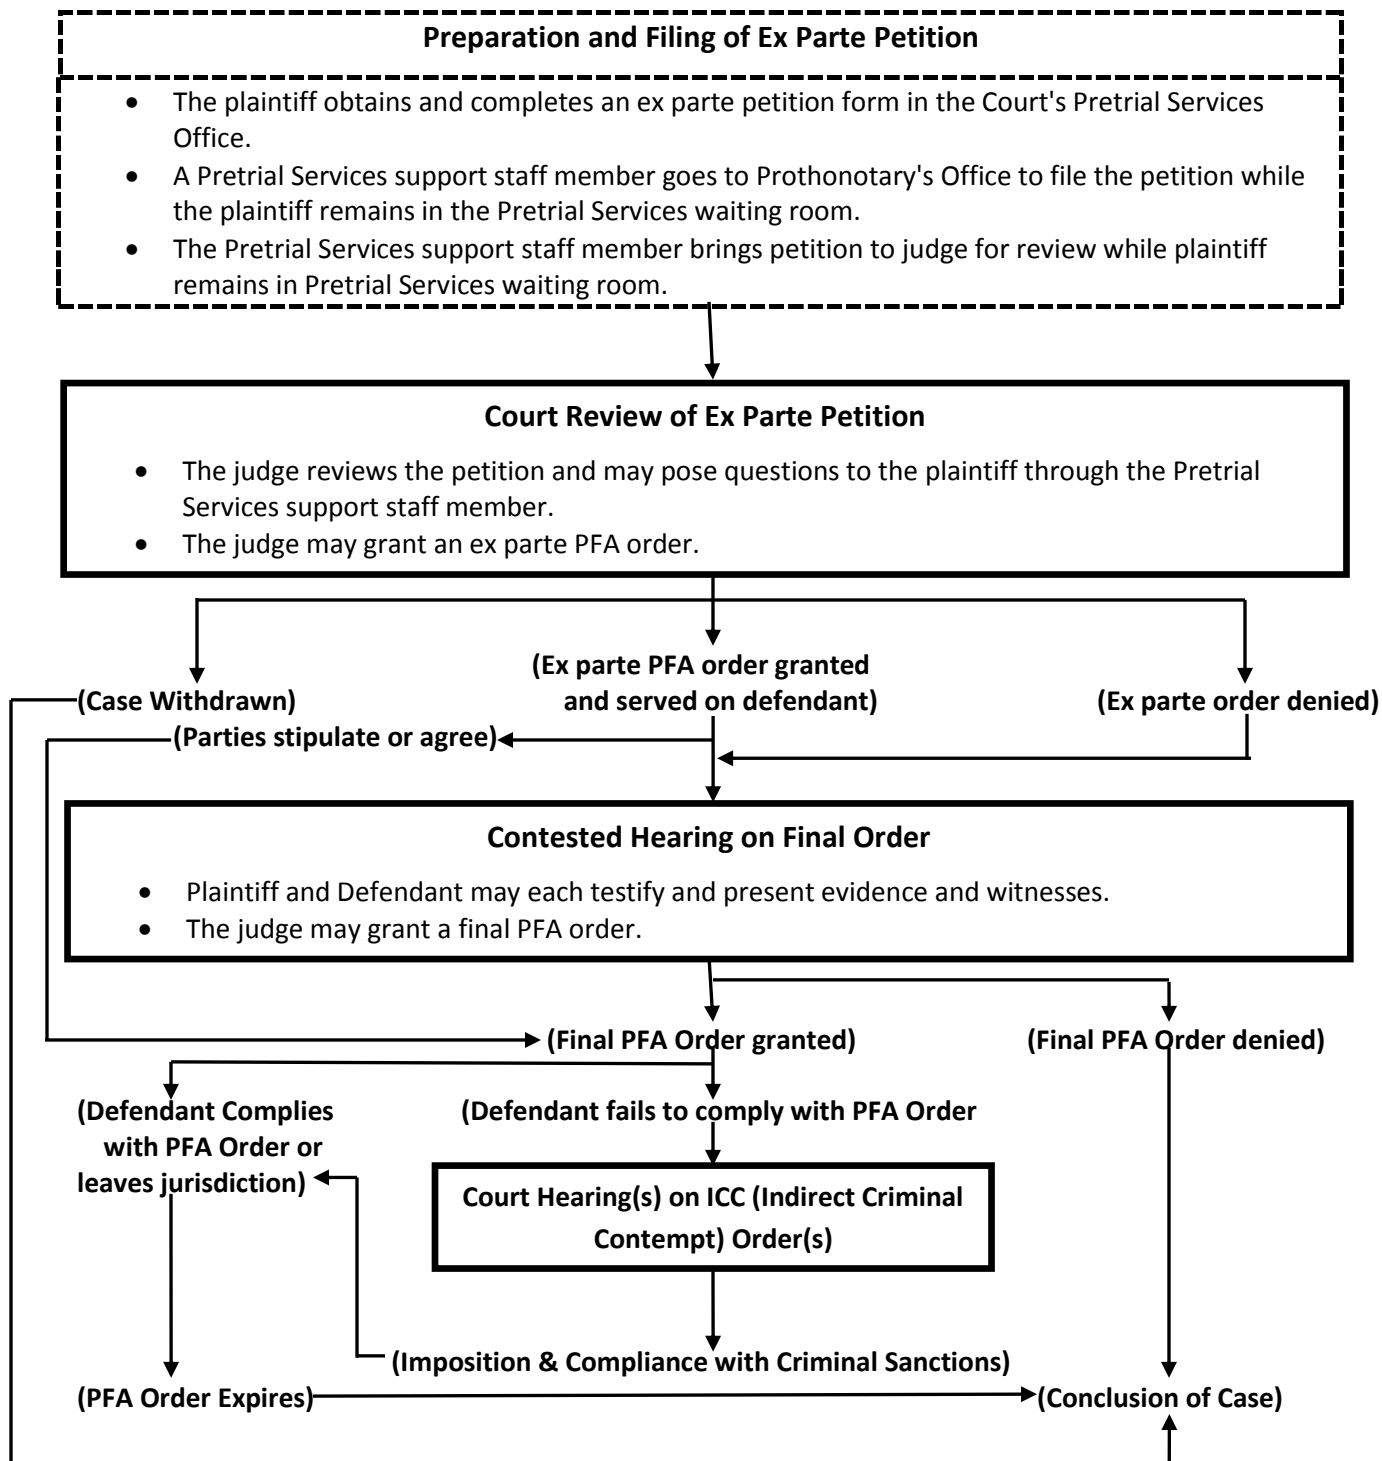 Preparation and Filing of Ex Parte Petition
• The plaintiff obtains and completes an ex parte petition form in the Court's Pretrial Services
Office.
• A Pretrial Services support staff member goes to Prothonotary's Office to file the petition while
the plaintiff remains in the Pretrial Services waiting room.
• The Pretrial Services support staff member brings petition to judge for review while plaintiff
remains in Pretrial Services waiting room.
Court Review of Ex Parte Petition
• The judge reviews the petition and may pose questions to the plaintiff through the Pretrial
Services support staff member.
• The judge may grant an ex parte PFA order.
(Case Withdrawn)
(Ex parte PFA order granted
and served on defendant)
(Ex parte order denied)
(Parties stipulate or agree)
Contested Hearing on Final Order
• Plaintiff and Defendant may each testify and present evidence and witnesses.
• The judge may grant a final PFA order.
(Final PFA Order granted)
(Final PFA Order denied)
(Defendant Complies
with PFA Order or
leaves jurisdiction)
(Defendant fails to comply with PFA Order
Court Hearing(s) on ICC (Indirect Criminal
Contempt) Order(s)
(Imposition & Compliance with Criminal Sanctions)
(PFA Order Expires)
(Conclusion of Case)